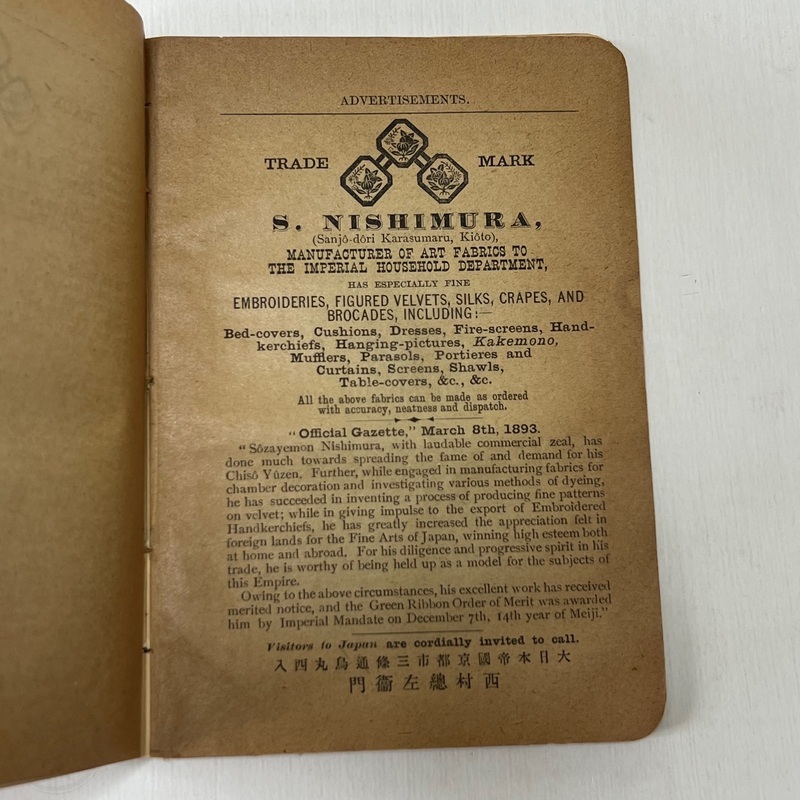 ADVERTISEMENTS.
TRADE MARK
S. NISHIMURA,
(Sanjô-dôri Karasumaru, Kiôto),
MANUFACTURER OF ART FABRICS TO
THE IMPERIAL HOUSEHOLD DEPARTMENT,
HAS ESPECIALLY FINE
EMBROIDERIES, FIGURED VELVETS, SILKS, CRAPES, AND
BROCADES, INCLUDING:—
Bed-covers, Cushions, Dresses, Fire-screens, Hand-
kerchiefs, Hanging-pictures, Kakemono,
Mufflers, Parasols, Portieres and
Curtains, Screens, Shawls,
Table-covers, &c., &c.
All the above fabrics can be made as ordered
with accuracy, neatness and dispatch.
"Official Gazette," March 8th, 1893.
"Sôzayemon Nishimura, with laudable commercial zeal, has
done much towards spreading the fame of and demand for his
Chisô Yûzen. Further, while engaged in manufacturing fabrics for
chamber decoration and investigating various methods of dyeing,
he has succeeded in inventing a process of producing fine patterns
on velvet; while in giving impulse to the export of Embroidered
Handkerchiefs, he has greatly increased the appreciation felt in
foreign lands for the Fine Arts of Japan, winning high esteem both
at home and abroad. For his diligence and progressive spirit in his
trade, he is worthy of being held up as a model for the subjects of
this Empire.
Owing to the above circumstances, his excellent work has received
merited notice, and the Green Ribbon Order of Merit was awarded
him by Imperial Mandate on December 7th, 14th year of Meiji."
Visitors to Japan are cordially invited to call.
入四丸烏通條三市都京國帝本日大
門衞左總村西